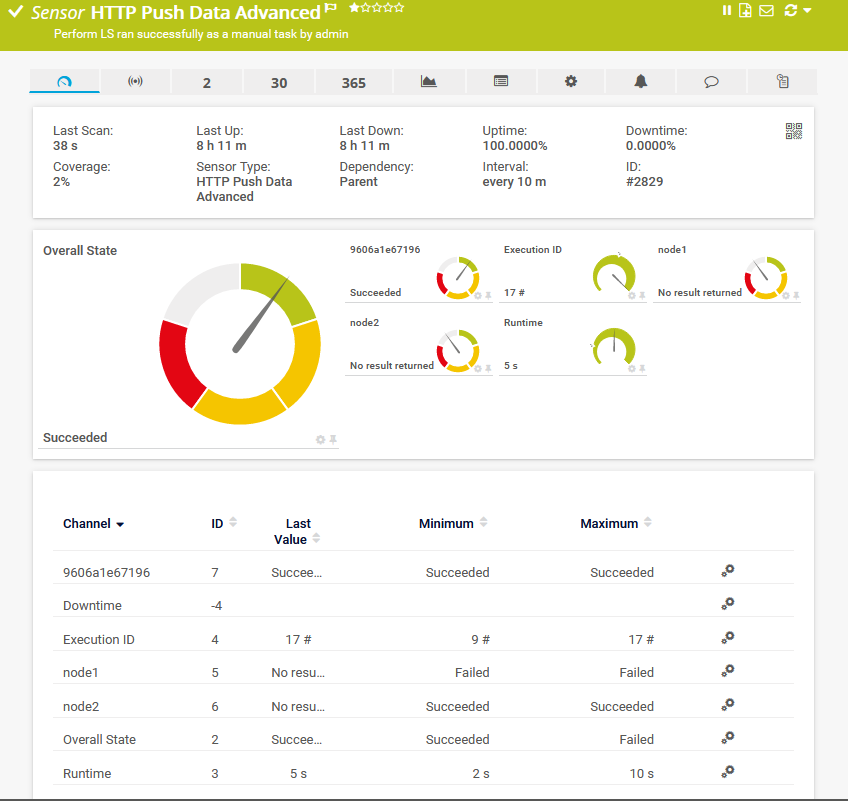 Sensor HTTP Push Data Advanced
Perform LS ran successfully as a manual task by admin
2 30 365
Last Scan: Last Up: Last Down: Uptime: Downtime:
38 s 8 h 11 m 8 h 11 m 100.0000% 0.0000%
Coverage: Sensor Type: Dependency: Interval: ID:
2% HTTP Push Data Parent every 10 m #2829
Advanced
Overall State
Succeeded
9606a1e67196 Execution ID node1
Succeeded 17 # No result returned
node2 Runtime
No result returned 5 s
Channel ID Last Minimum Maximum
Value
9606a1e67196 7 Succee... Succeeded Succeeded
Downtime -4
Execution ID 4 17 # 9 # 17 #
node1 5 No resu... Failed Failed
node2 6 No resu... Succeeded Succeeded
Overall State 2 Succee... Succeeded Failed
Runtime 3 5 s 2 s 10 s